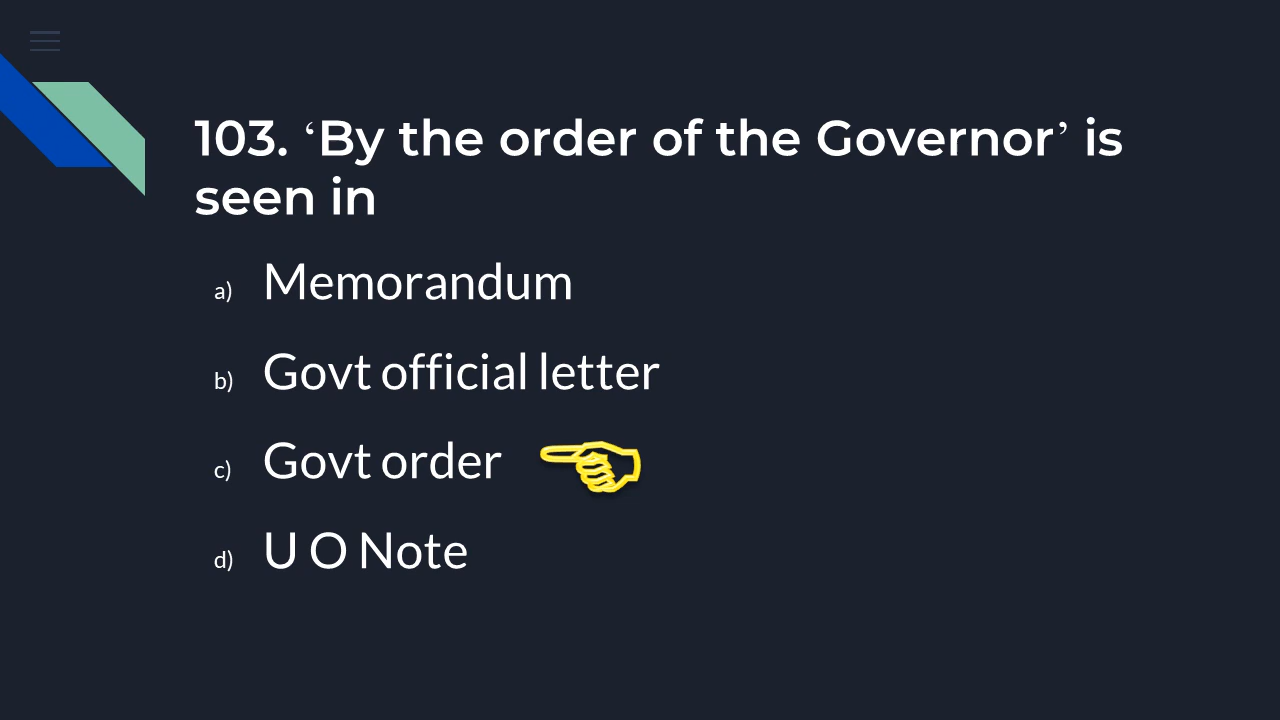 103. ‘By the order of the Governor’ is
seen in
a) Memorandum
b) Govt official letter
c) Govt order
d) U O Note